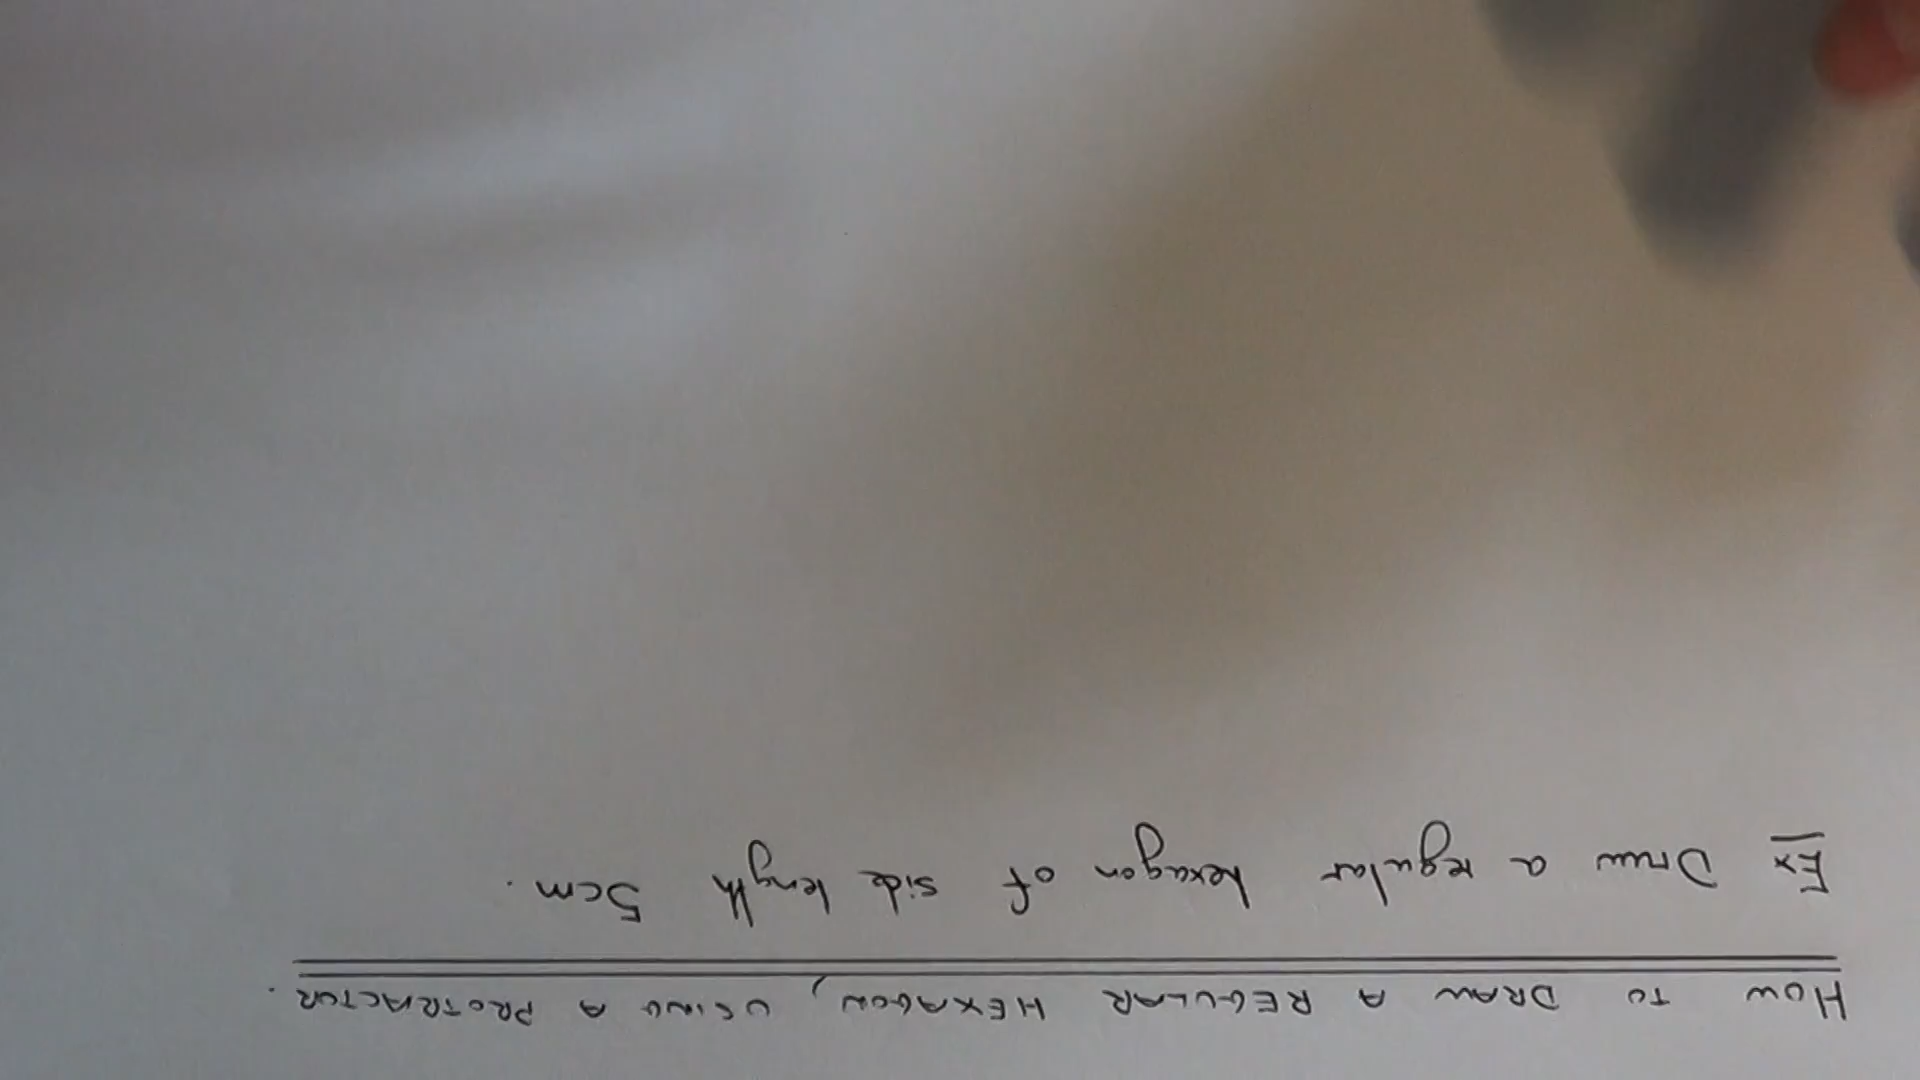 HOW TO DRAW A REGULAR HEXAGON, USING A PROTRACTOR.
Ex Draw a regular hexagon of side length 5cm.